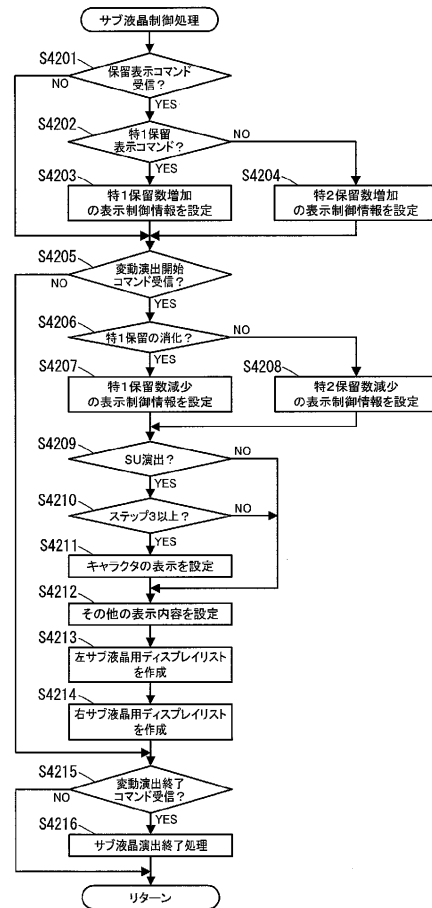 サブ液晶制御処理
S4201
保留表示コマンド
受信?
NO
YES
S4202
特1保留
表示コマンド?
NO
YES
S4203
特1保留数増加
の表示制御情報を設定
S4204
特2保留数増加
の表示制御情報を設定
S4205
変動演出開始
コマンド受信?
NO
YES
S4206
特1保留の消化?
NO
YES
S4207
特1保留数減少
の表示制御情報を設定
S4208
特2保留数減少
の表示制御情報を設定
S4209
SU演出?
NO
YES
S4210
ステップ3以上?
NO
YES
S4211
キャラクタの表示を設定
S4212
その他の表示内容を設定
S4213
左サブ液晶用ディスプレイリスト
を作成
S4214
右サブ液晶用ディスプレイリスト
を作成
S4215
変動演出終了
コマンド受信?
NO
YES
S4216
サブ液晶演出終了処理
リターン